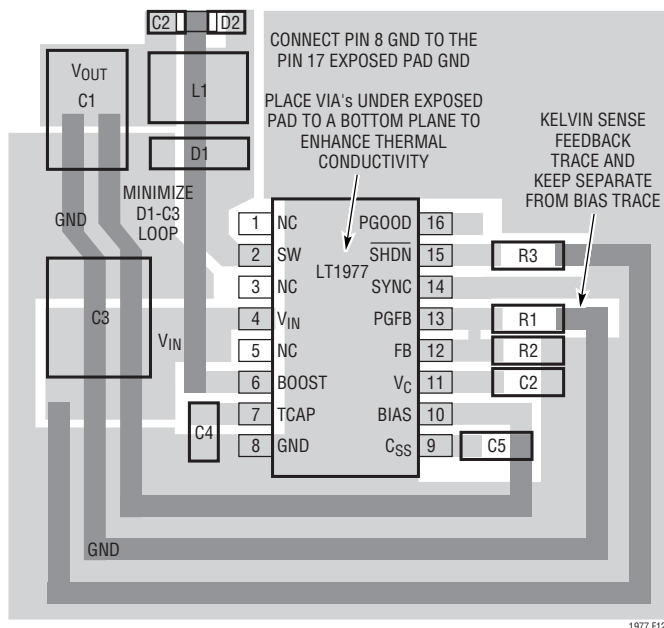 C2
D2
CONNECT PIN 8 GND TO THE
PIN 17 EXPOSED PAD GND
VOUT
C1
L1
PLACE VIA's UNDER EXPOSED
PAD TO A BOTTOM PLANE TO
ENHANCE THERMAL
CONDUCTIVITY
KELVIN SENSE
FEEDBACK
TRACE AND
KEEP SEPARATE
FROM BIAS TRACE
D1
MINIMIZE
D1-C3
LOOP
GND
1 NC PGOOD 16
2 SW SHDN 15 R3
LT1977
3 NC SYNC 14
C3
4 VIN PGFB 13 R1
VIN
5 NC FB 12 R2
6 BOOST VC 11 C2
7 TCAP BIAS 10
C4
8 GND CSS 9 C5
GND
1977 F12